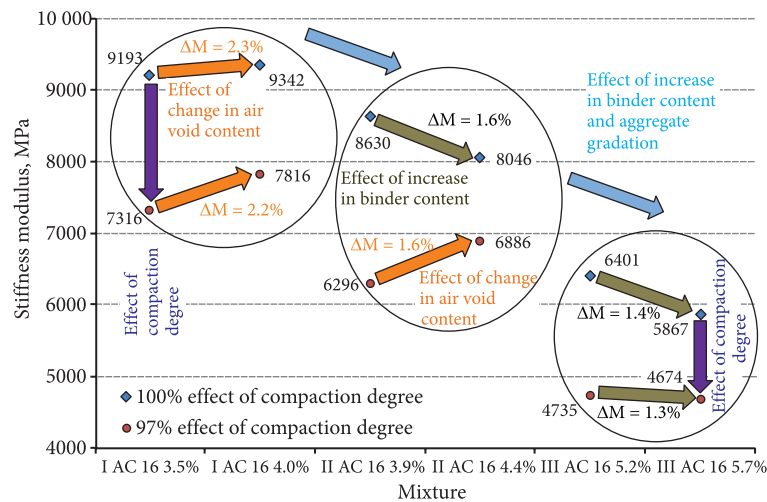 10 000
9000
8000
7000
6000
5000
4000
Stiffness modulus, MPa
9193
ΔM = 2.3%
9342
Effect of
change in air
void content
7316
7816
ΔM = 2.2%
Effect of
compaction
degree
8630
ΔM = 1.6%
8046
Effect of increase
in binder content
ΔM = 1.6%
6886
6296
Effect of change
in air void
content
Effect of increase
in binder content
and aggregate
gradation
6401
ΔM = 1.4%
5867
4674
4735
ΔM = 1.3%
Effect of compaction
degree
100% effect of compaction degree
97% effect of compaction degree
I AC 16 3.5%
I AC 16 4.0%
II AC 16 3.9%
II AC 16 4.4%
III AC 16 5.2%
III AC 16 5.7%
Mixture